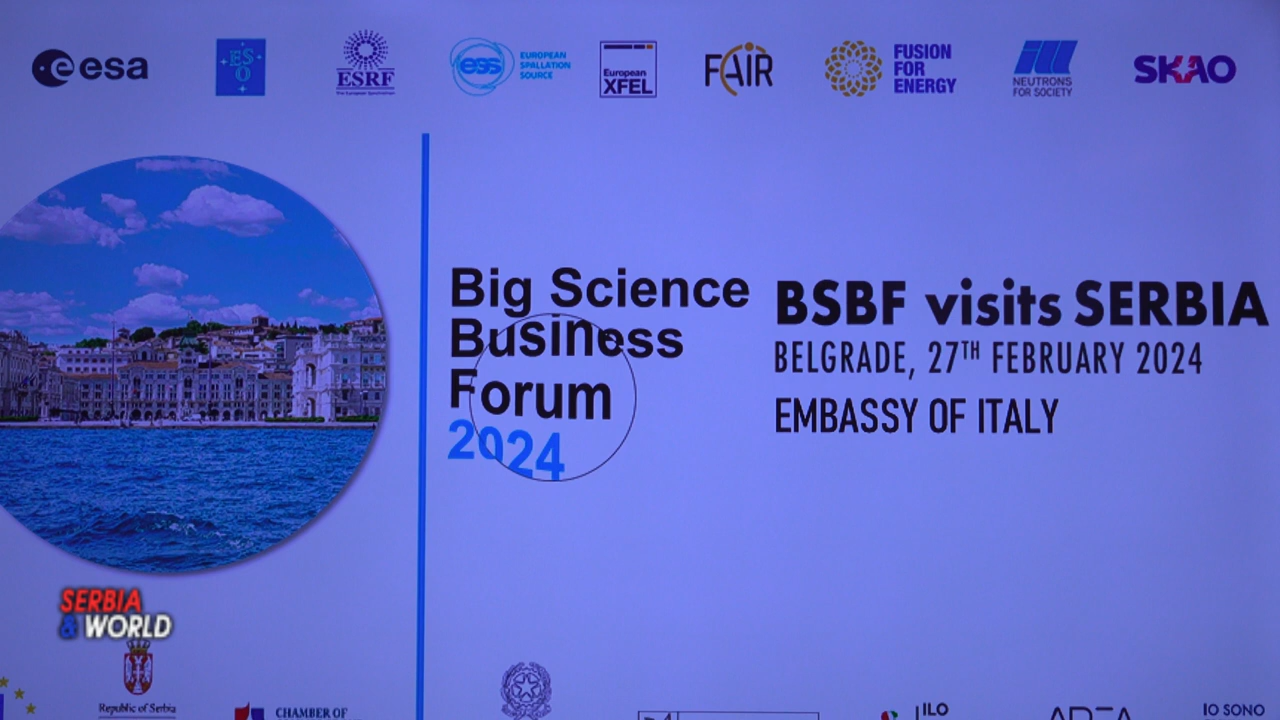 esa
ESO
ESRF
ess EUROPEAN
SPALLATION
SOURCE
European
XFEL
FAIR
FUSION
FOR
ENERGY
ill
NEUTRONS
FOR SOCIETY
SKAO
Big Science
Business
Forum
2024
BSBF visits SERBIA
BELGRADE, 27TH FEBRUARY 2024
EMBASSY OF ITALY
SERBIA
& WORLD
Republic of Serbia
CHAMBER OF
ILO
AREA
IO SONO